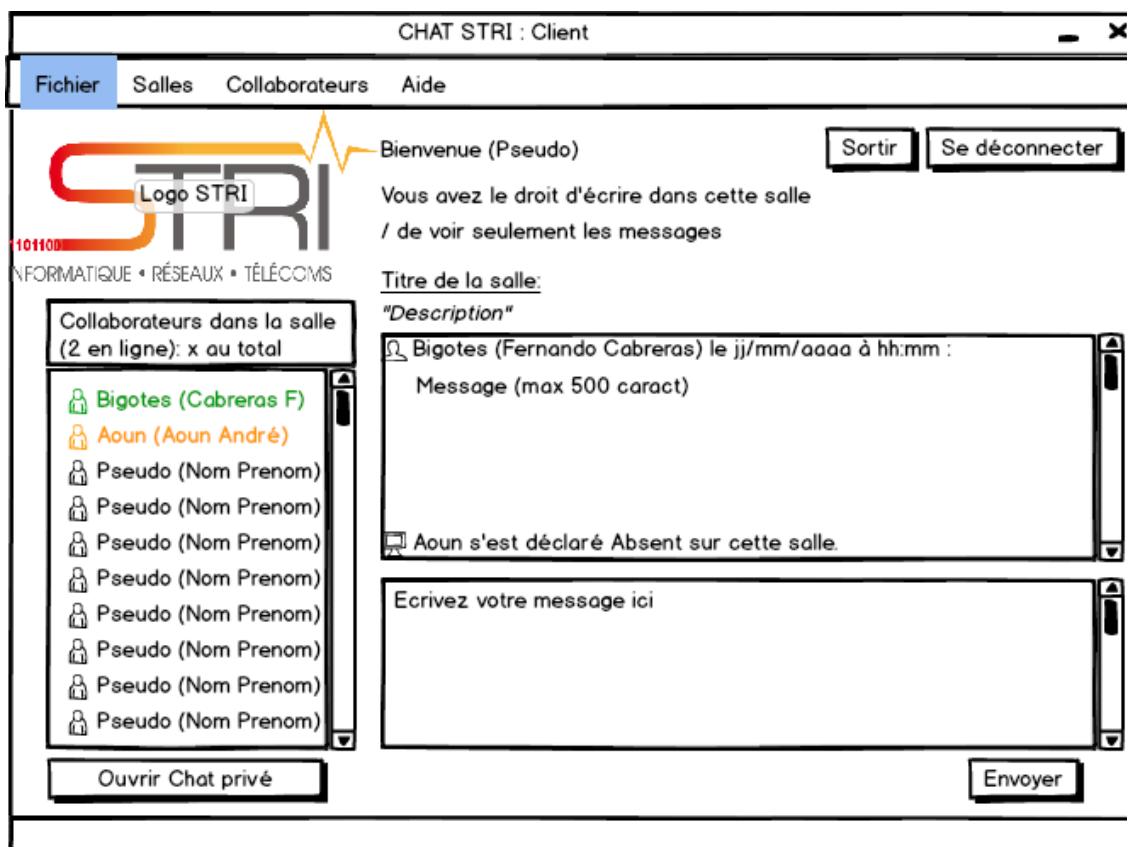 CHAT STRI : Client
Fichier Salles Collaborateurs Aide
STRI
Logo STRI
1101100
INFORMATIQUE • RÉSEAUX • TÉLÉCOMS
Bienvenue (Pseudo)
Sortir
Se déconnecter
Vous avez le droit d'écrire dans cette salle
/ de voir seulement les messages
Titre de la salle:
"Description"
Collaborateurs dans la salle
(2 en ligne): x au total
Bigotes (Cabreras F)
Aoun (Aoun André)
Pseudo (Nom Prenom)
Pseudo (Nom Prenom)
Pseudo (Nom Prenom)
Pseudo (Nom Prenom)
Pseudo (Nom Prenom)
Pseudo (Nom Prenom)
Pseudo (Nom Prenom)
Pseudo (Nom Prenom)
Ouvrir Chat privé
Bigotes (Fernando Cabreras) le jj/mm/aaaa à hh:mm :
Message (max 500 caract)
Aoun s'est déclaré Absent sur cette salle.
Ecrivez votre message ici
Envoyer